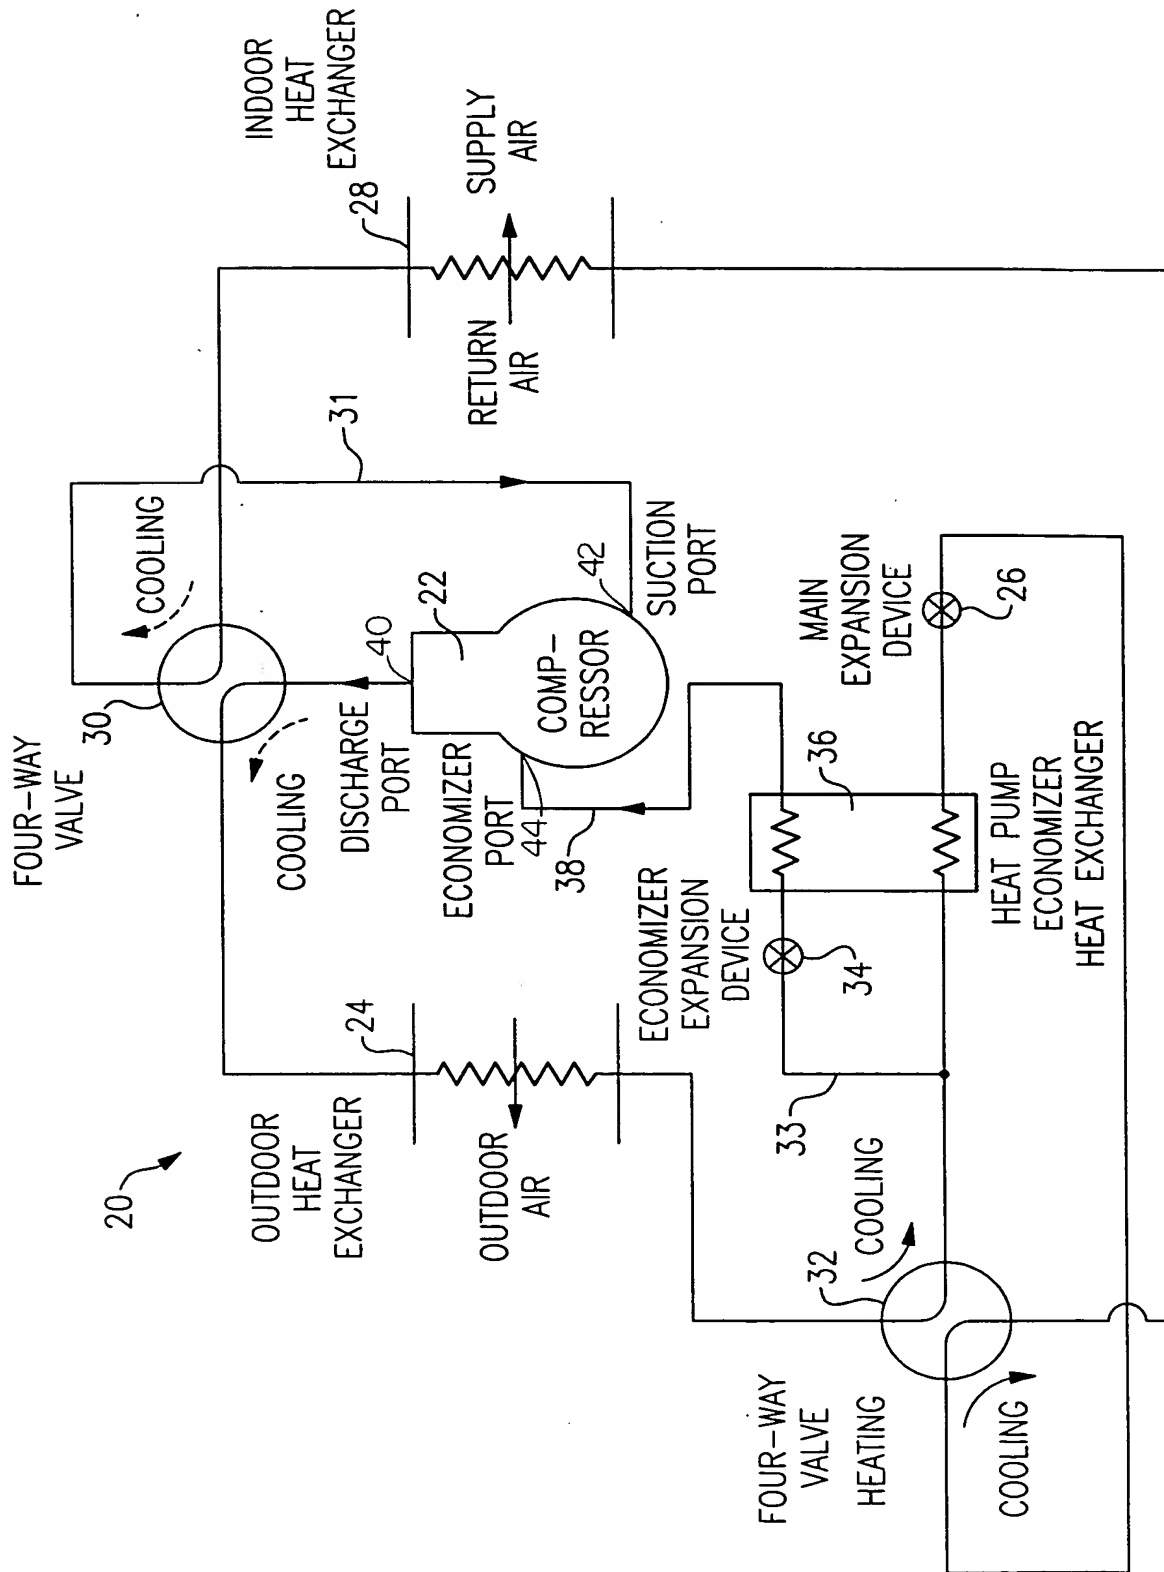 20
OUTDOOR
HEAT
EXCHANGER
24
OUTDOOR
AIR
FOUR-WAY
VALVE
30
COOLING
COOLING
DISCHARGE
PORT
40
22
COMP-
RESSOR
ECONOMIZER
PORT
44
38
42
SUCTION
PORT
31
INDOOR
HEAT
EXCHANGER
28
RETURN
AIR
SUPPLY
AIR
FOUR-WAY
VALVE
HEATING
32
COOLING
COOLING
33
ECONOMIZER
EXPANSION
DEVICE
34
36
HEAT PUMP
ECONOMIZER
HEAT EXCHANGER
MAIN
EXPANSION
DEVICE
26